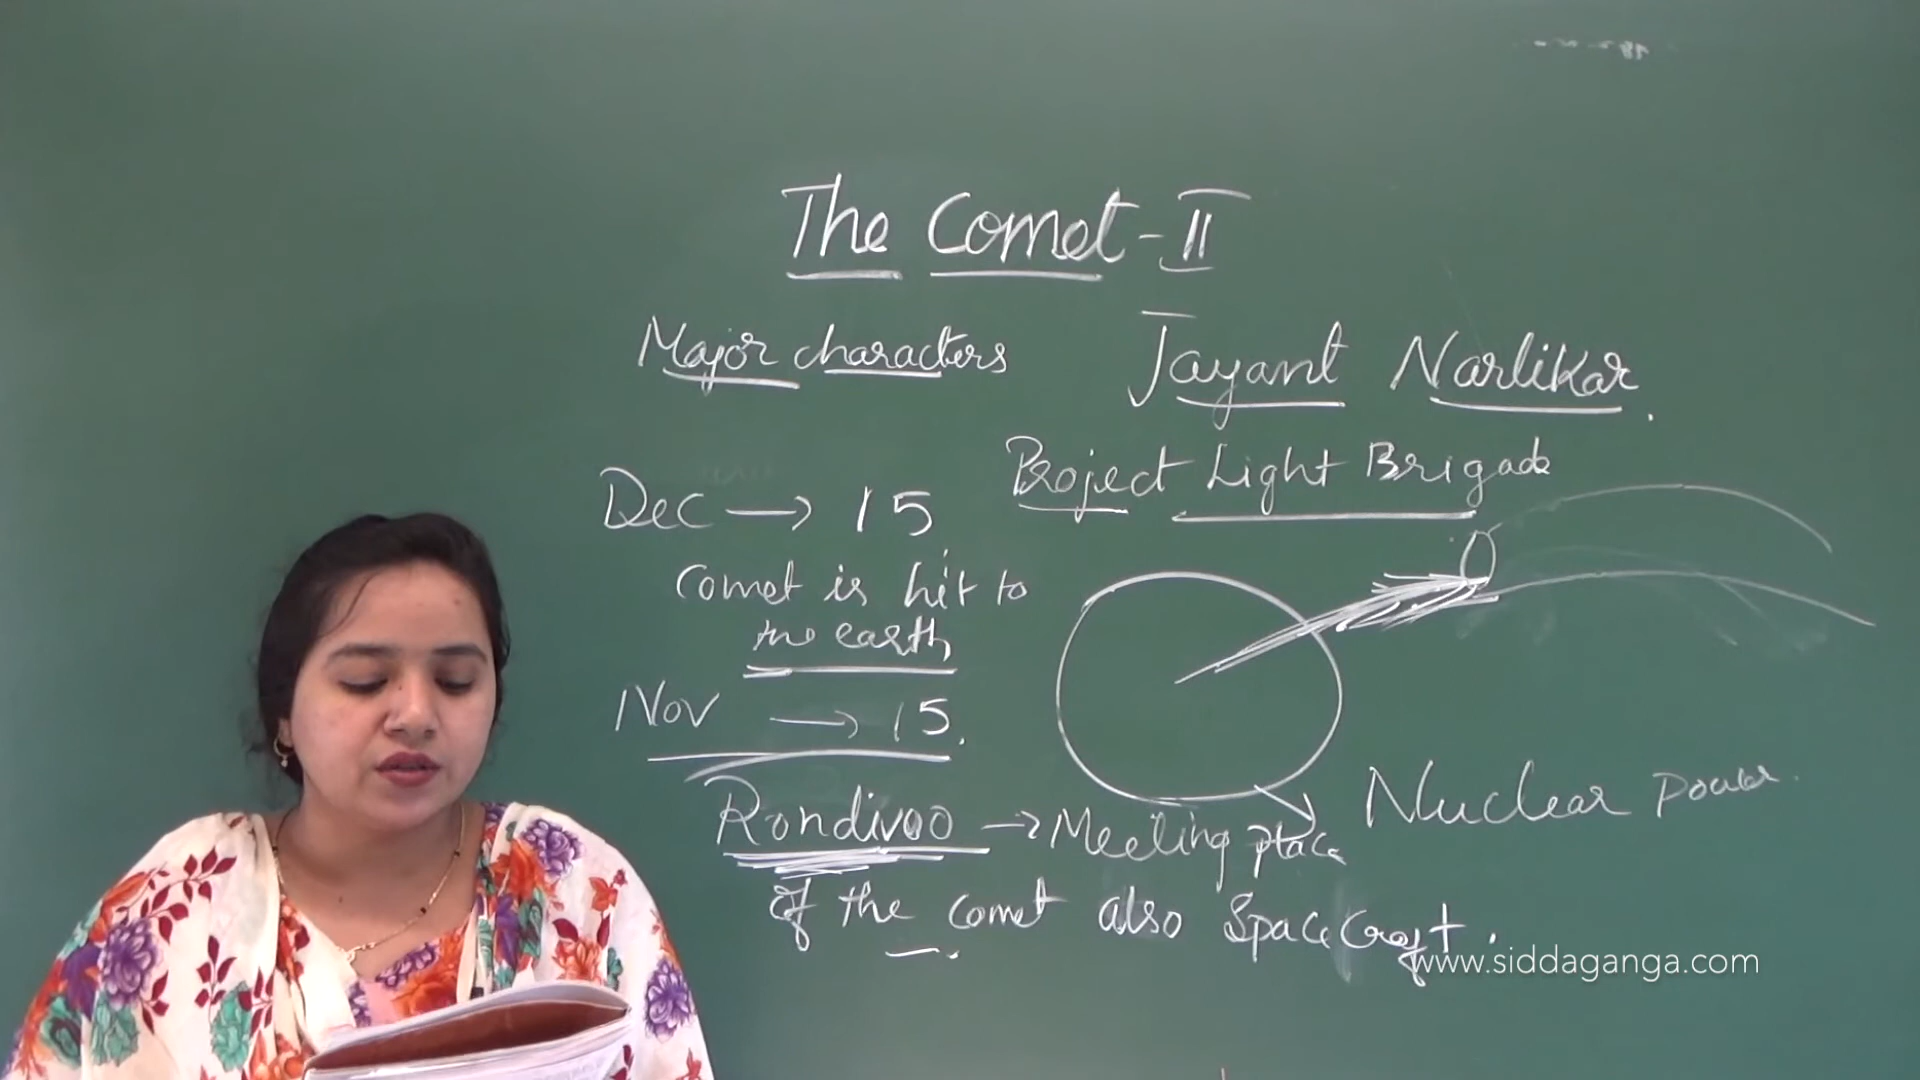 The Comet - II
Major characters
Jayant Narlikar.
Project Light Brigade
Dec → 15
comet is hit to
the earth
Nov → 15.
Rondivoo → Meeting place
of the comet also SpaceCraft.
Nuclear power.
www.siddaganga.com